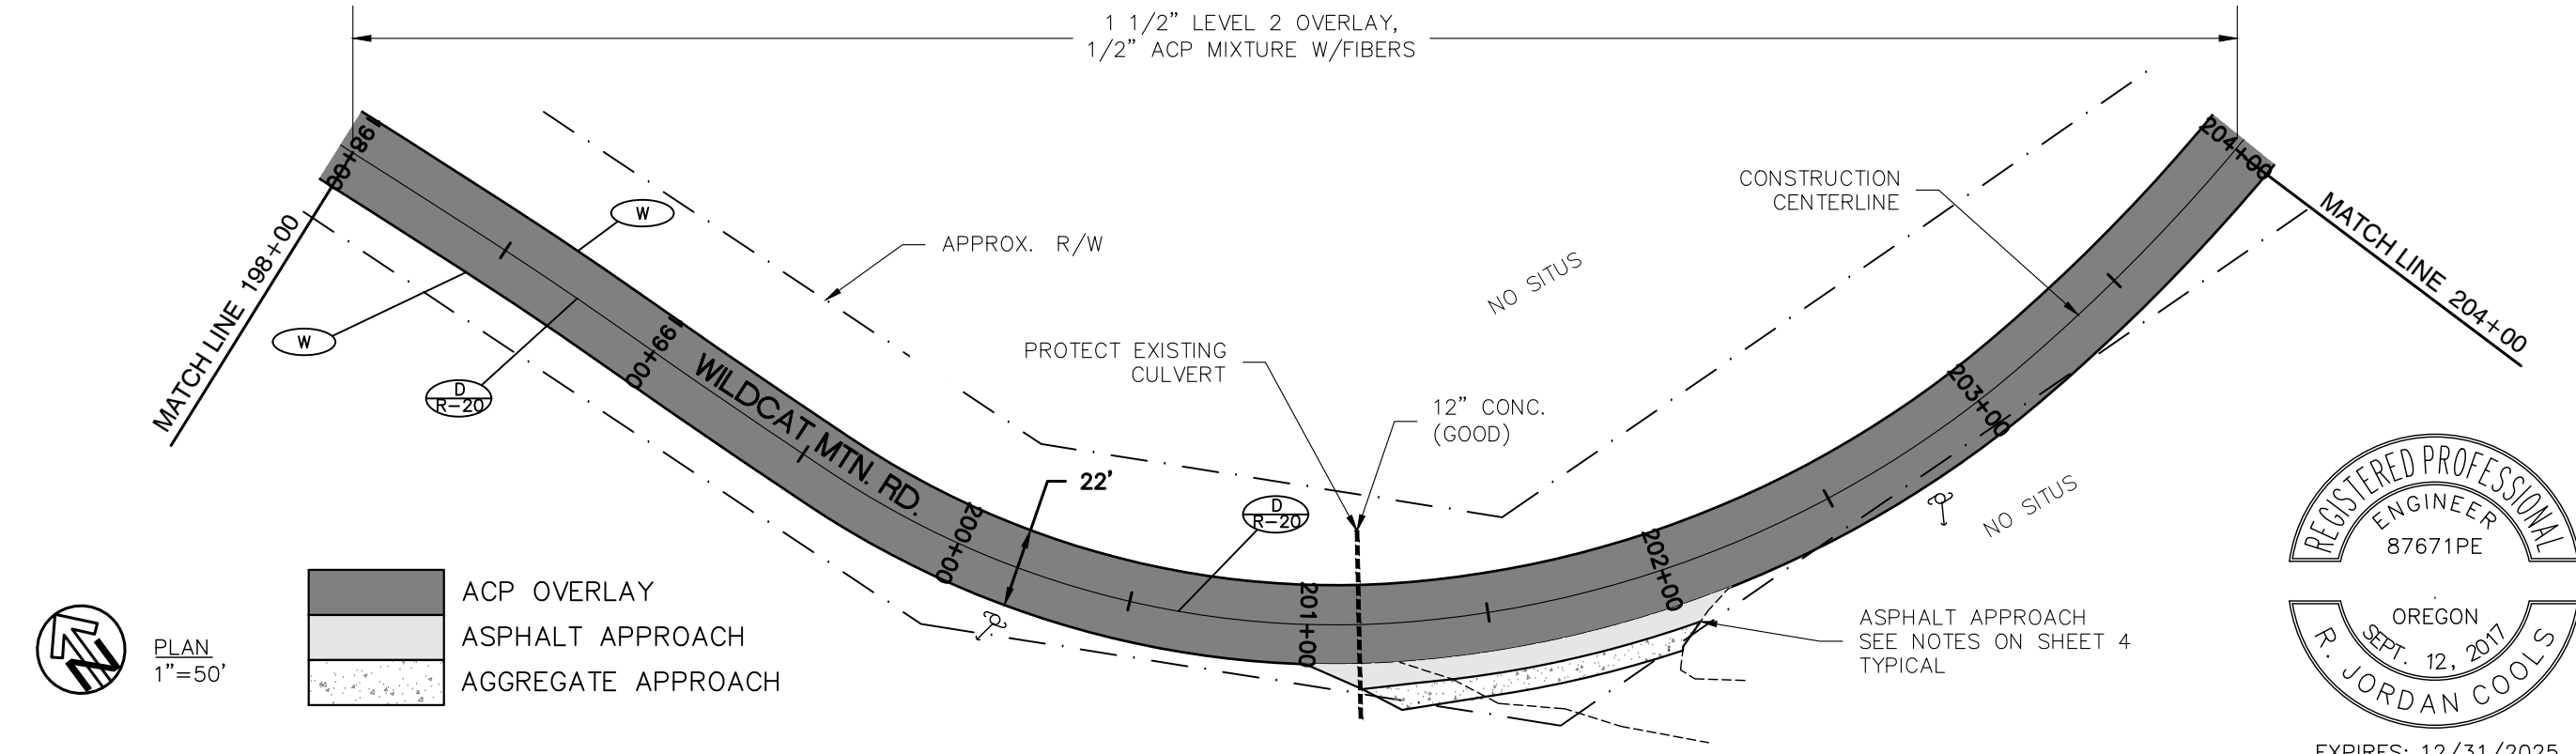 1 1/2" LEVEL 2 OVERLAY,
1/2" ACP MIXTURE W/FIBERS
198+00
MATCH LINE 198+00
W
W
D
R-20
APPROX. R/W
199+00
WILDCAT MTN. RD.
200+00
22'
PROTECT EXISTING
CULVERT
12" CONC.
(GOOD)
D
R-20
201+00
NO SITUS
CONSTRUCTION
CENTERLINE
202+00
203+00
204+00
MATCH LINE 204+00
NO SITUS
ASPHALT APPROACH
SEE NOTES ON SHEET 4
TYPICAL
N
PLAN
1"=50'
ACP OVERLAY
ASPHALT APPROACH
AGGREGATE APPROACH
REGISTERED PROFESSIONAL
ENGINEER
87671PE
OREGON
SEPT. 12, 2017
R. JORDAN COOLS
EXPIRES: 12/31/2025